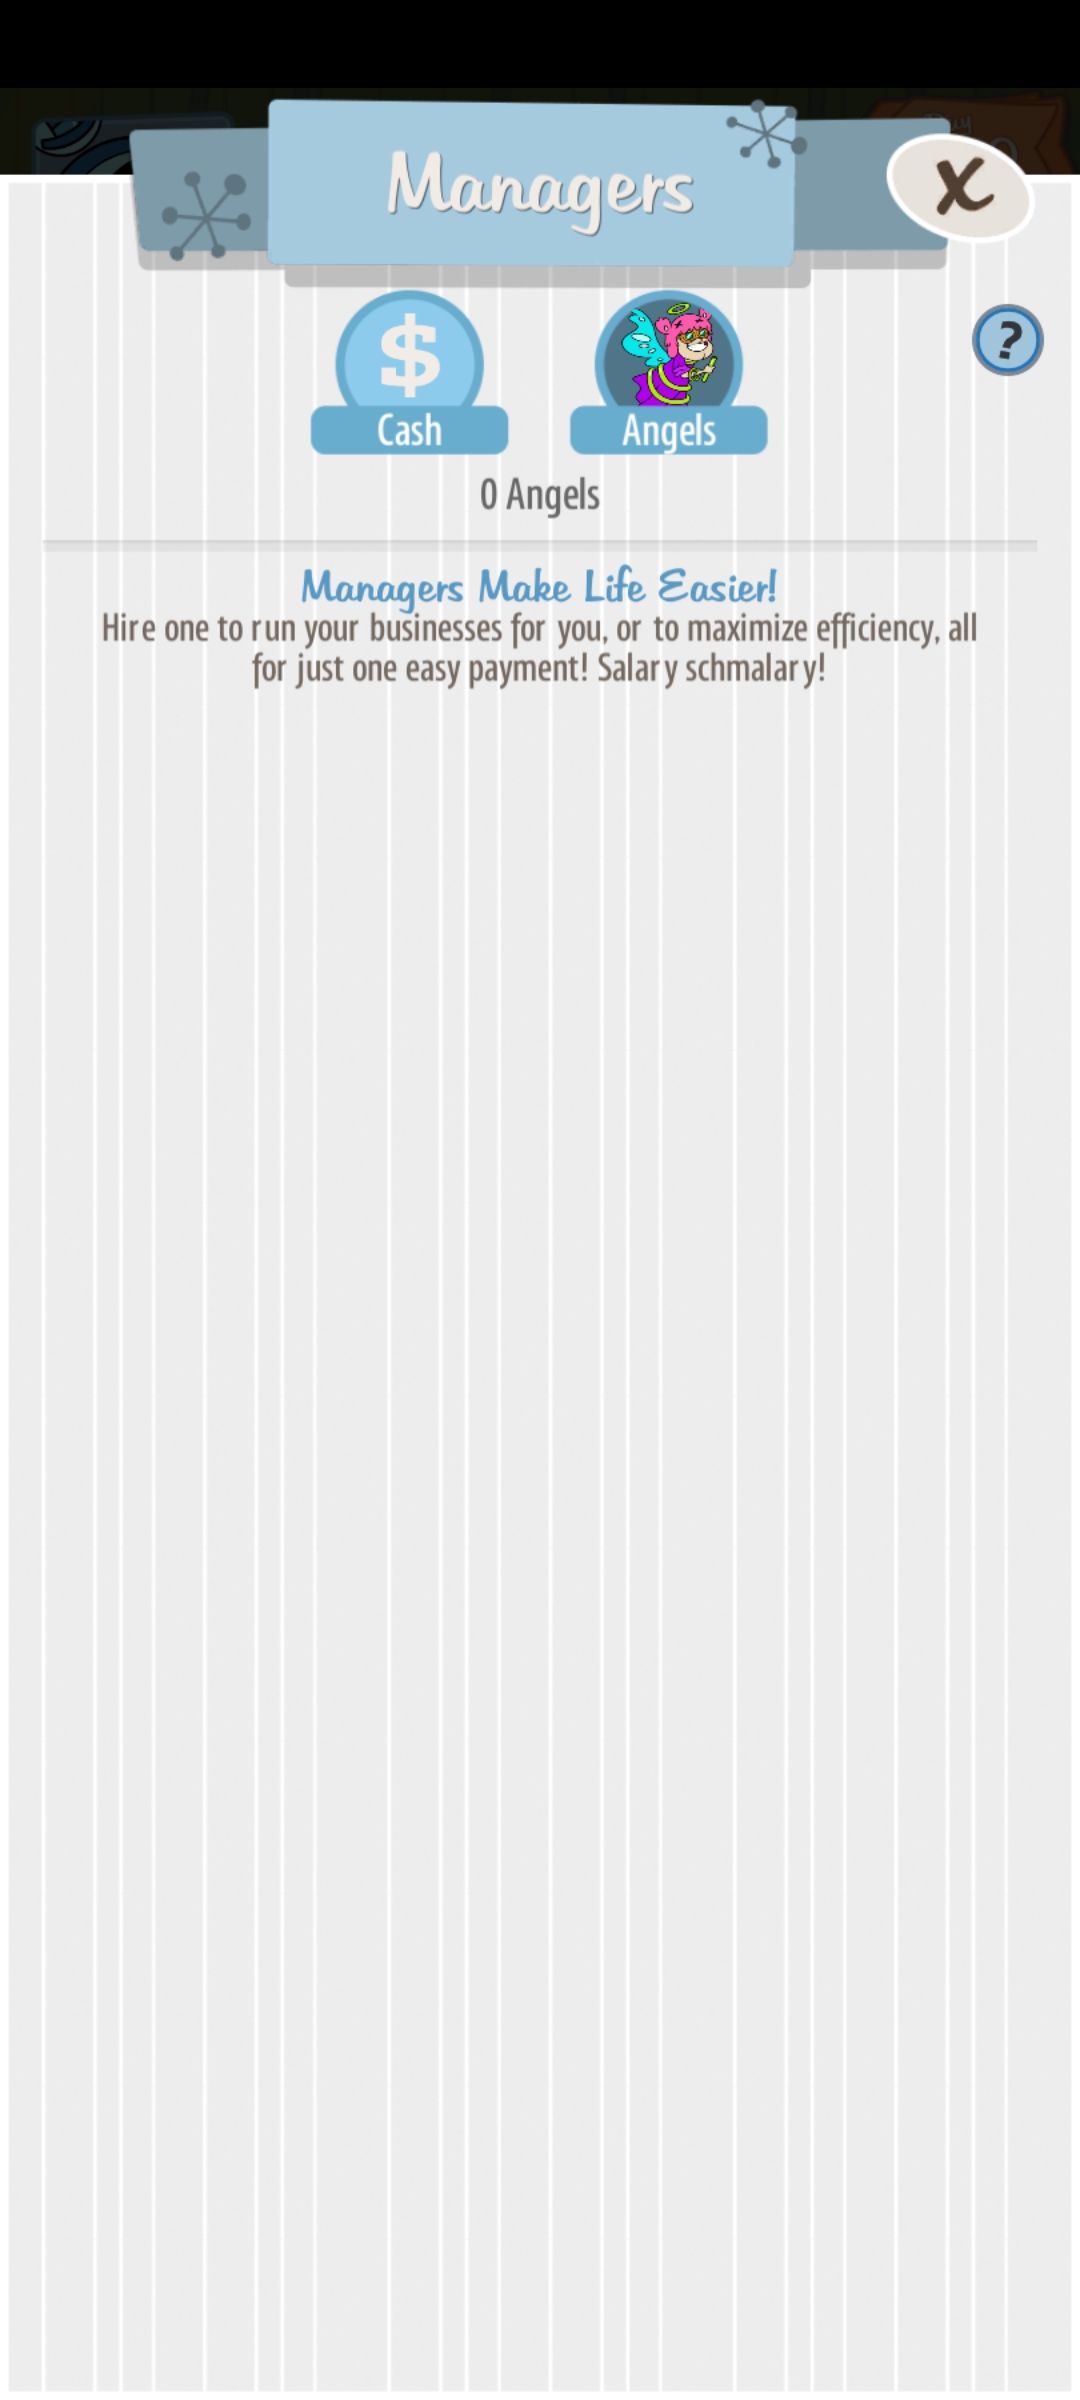 Managers
X
?
$
Cash
Angels
0 Angels
Managers Make Life Easier!
Hire one to run your businesses for you, or to maximize efficiency, all
for just one easy payment! Salary schmalary!